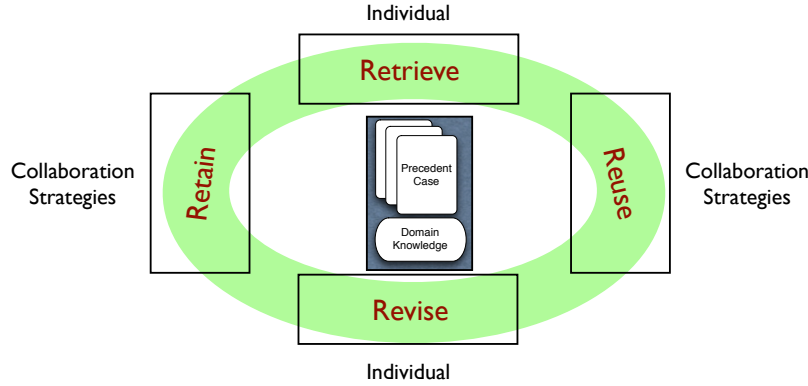 Individual
Retrieve
Retain
Reuse
Precedent
Case
Collaboration
Strategies
Collaboration
Strategies
Domain
Knowledge
Revise
Individual